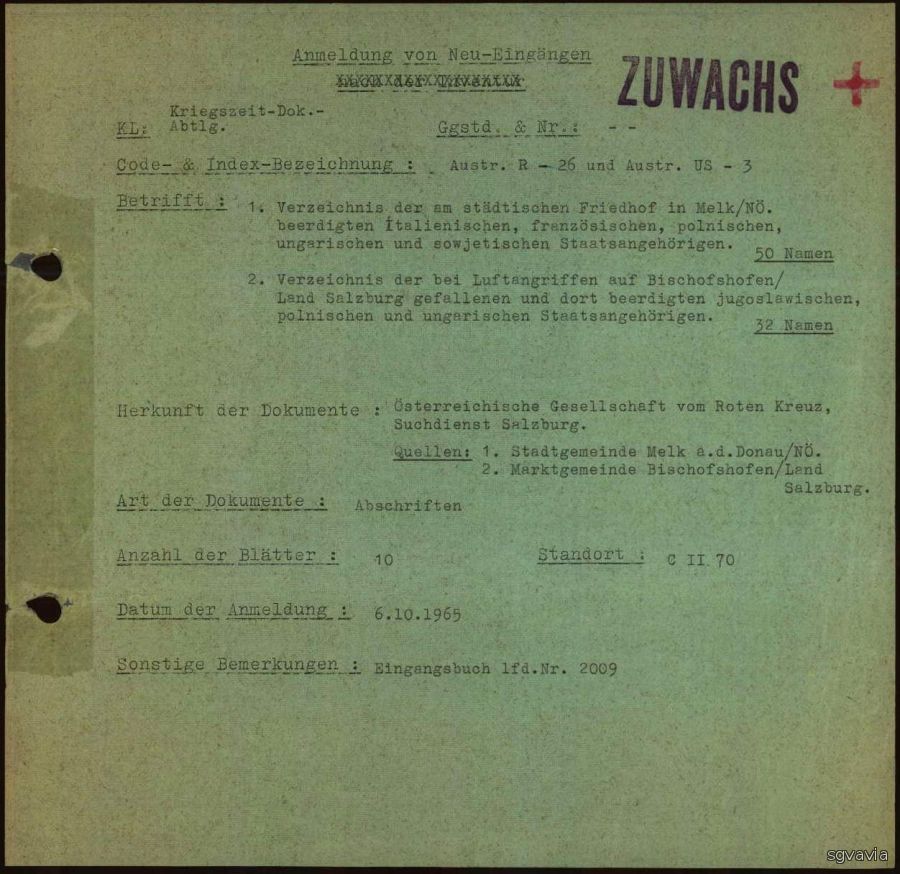 Anmeldung von Neu-Eingängen
nach der Inventur
ZUWACHS +
Kriegszeit-Dok.-
KL: Abtlg.
Ggstd. & Nr.: - -
Code- & Index-Bezeichnung : Austr. R - 26 und Austr. US - 3
Betrifft : 1. Verzeichnis der am städtischen Friedhof in Melk/NÖ.
beerdigten italienischen, französischen, polnischen,
ungarischen und sowjetischen Staatsangehörigen.
50 Namen
2. Verzeichnis der bei Luftangriffen auf Bischofshofen/
Land Salzburg gefallenen und dort beerdigten jugoslawischen,
polnischen und ungarischen Staatsangehörigen.
32 Namen
Herkunft der Dokumente : Österreichische Gesellschaft vom Roten Kreuz,
Suchdienst Salzburg.
Quellen: 1. Stadtgemeinde Melk a.d.Donau/NÖ.
2. Marktgemeinde Bischofshofen/Land
Salzburg.
Art der Dokumente : Abschriften
Anzahl der Blätter : 10 Standort : C II 70
Datum der Anmeldung : 6.10.1965
Sonstige Bemerkungen : Eingangsbuch lfd.Nr. 2009
sgvavia